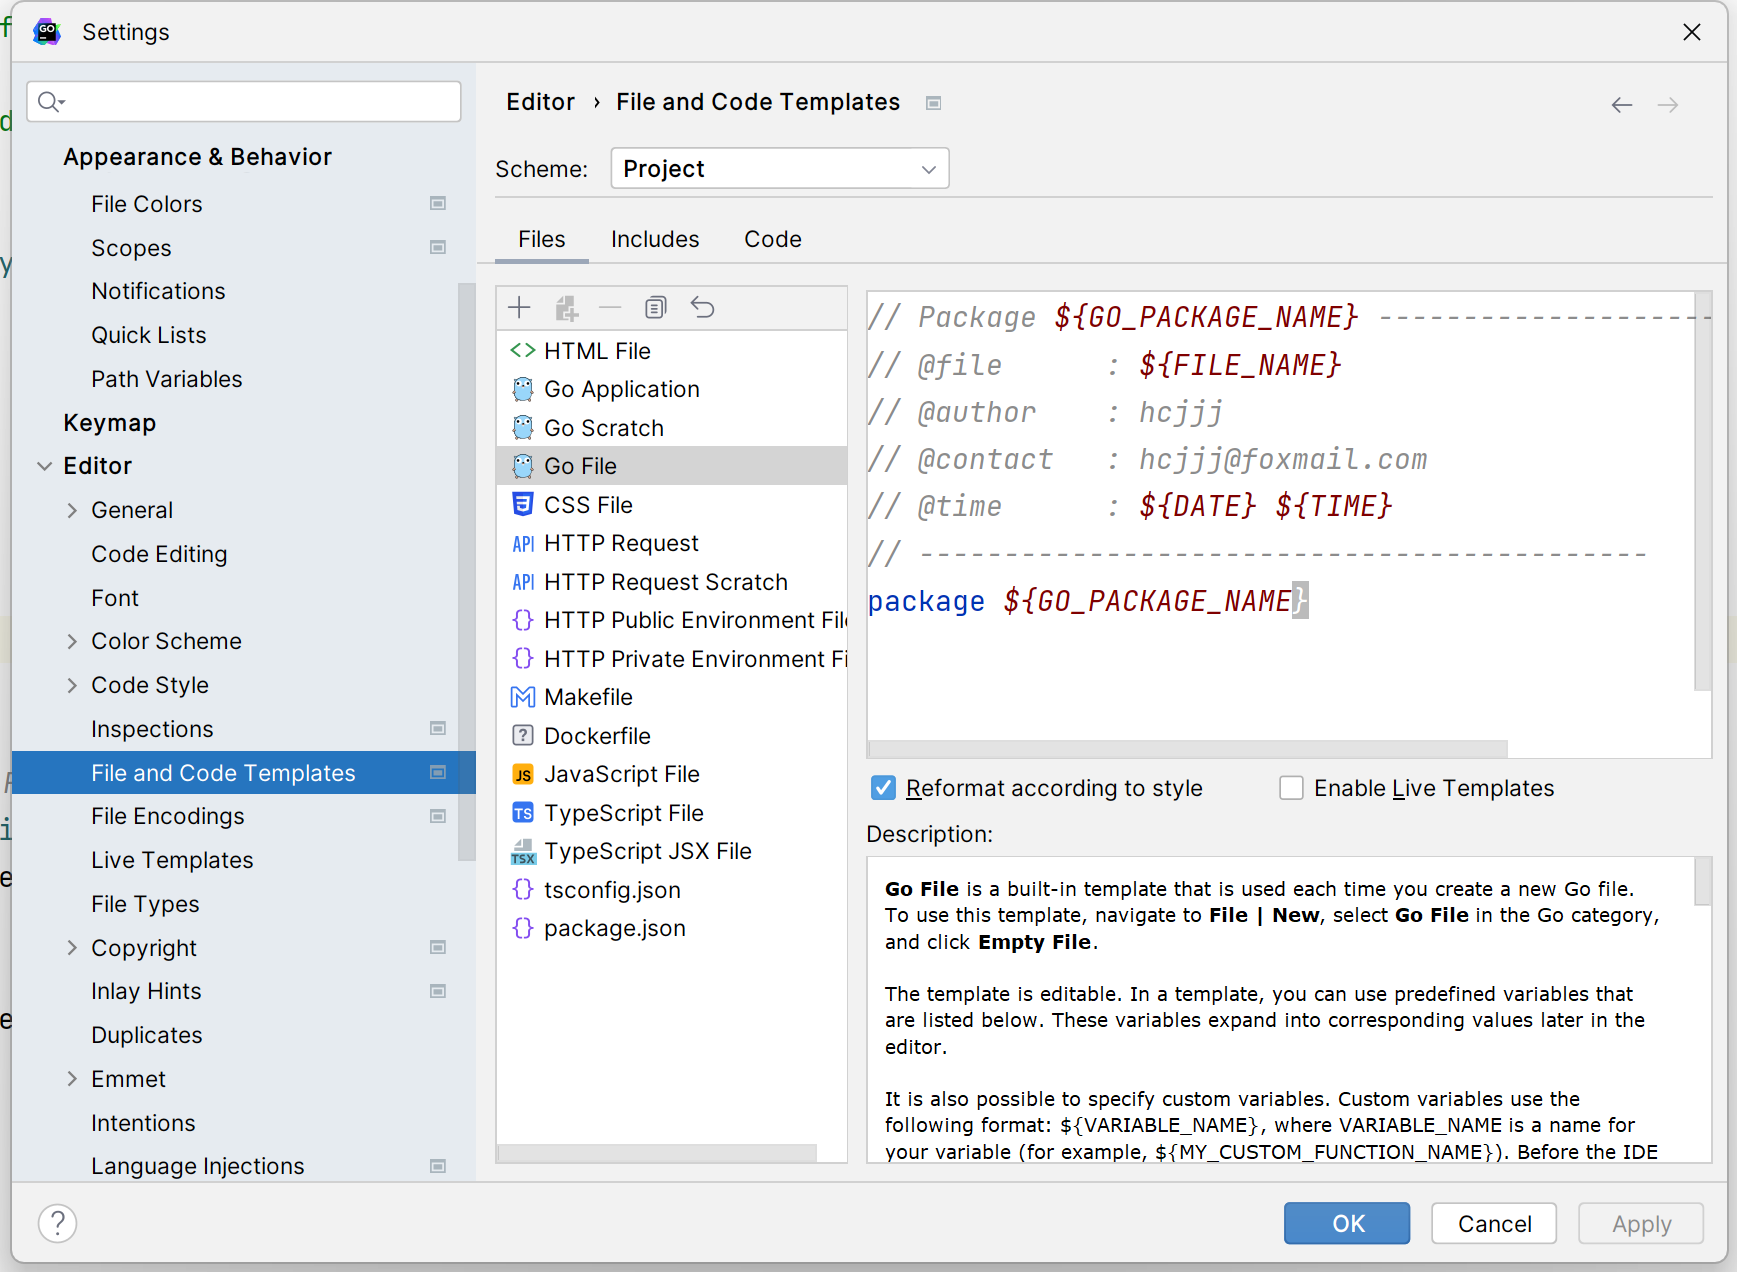 GO
Settings
Appearance & Behavior
File Colors
Scopes
Notifications
Quick Lists
Path Variables
Keymap
Editor
General
Code Editing
Font
Color Scheme
Code Style
Inspections
File and Code Templates
File Encodings
Live Templates
File Types
Copyright
Inlay Hints
Duplicates
Emmet
Intentions
Language Injections
Editor › File and Code Templates
Scheme: Project
Files Includes Code
HTML File
Go Application
Go Scratch
Go File
CSS File
API HTTP Request
API HTTP Request Scratch
HTTP Public Environment File
HTTP Private Environment Fi
Makefile
Dockerfile
JS JavaScript File
TS TypeScript File
TSX TypeScript JSX File
tsconfig.json
package.json
// Package ${GO_PACKAGE_NAME} --------------------
// @file : ${FILE_NAME}
// @author : hcjjj
// @contact : hcjjj@foxmail.com
// @time : ${DATE} ${TIME}
// -------------------------------------------
package ${GO_PACKAGE_NAME}
Reformat according to style Enable Live Templates
Description:
Go File is a built-in template that is used each time you create a new Go file.
To use this template, navigate to File | New, select Go File in the Go category,
and click Empty File.
The template is editable. In a template, you can use predefined variables that
are listed below. These variables expand into corresponding values later in the
editor.
It is also possible to specify custom variables. Custom variables use the
following format: ${VARIABLE_NAME}, where VARIABLE_NAME is a name for
your variable (for example, ${MY_CUSTOM_FUNCTION_NAME}). Before the IDE
? OK Cancel Apply